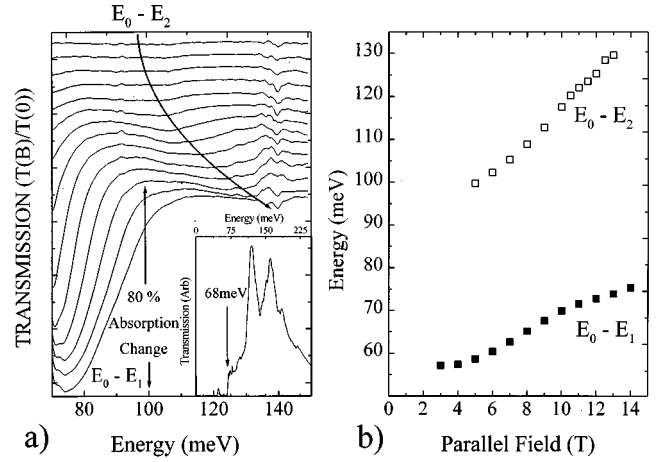 E0 - E2
TRANSMISSION (T(B)/T(0))
80 %
Absorption
Change
E0 - E1
Energy (meV)
0 75 150 225
Transmission (Arb)
68meV
80 100 120 140
Energy (meV)
a)
b)
130
120
110
100
90
80
70
60
Energy (meV)
E0 - E2
E0 - E1
0 2 4 6 8 10 12 14
Parallel Field (T)